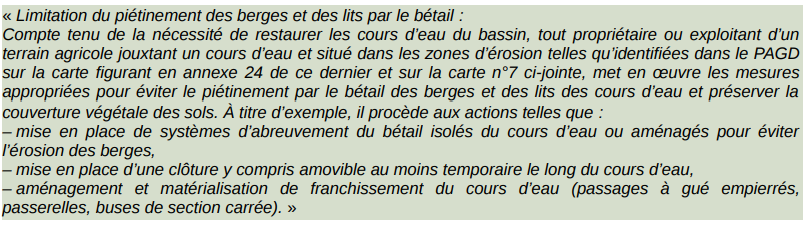 « Limitation du piétinement des berges et des lits par le bétail :
Compte tenu de la nécessité de restaurer les cours d’eau du bassin, tout propriétaire ou exploitant d’un
terrain agricole jouxtant un cours d’eau et situé dans les zones d’érosion telles qu’identifiées dans le PAGD
sur la carte figurant en annexe 24 de ce dernier et sur la carte n°7 ci-jointe, met en œuvre les mesures
appropriées pour éviter le piétinement par le bétail des berges et des lits des cours d’eau et préserver la
couverture végétale des sols. À titre d’exemple, il procède aux actions telles que :
– mise en place de systèmes d’abreuvement du bétail isolés du cours d’eau ou aménagés pour éviter
l’érosion des berges,
– mise en place d’une clôture y compris amovible au moins temporaire le long du cours d’eau,
– aménagement et matérialisation de franchissement du cours d’eau (passages à gué empierrés,
passerelles, buses de section carrée). »